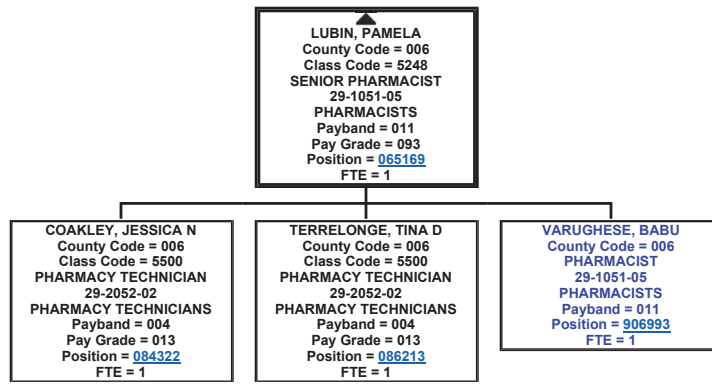 LUBIN, PAMELA
County Code = 006
Class Code = 5248
SENIOR PHARMACIST
29-1051-05
PHARMACISTS
Payband = 011
Pay Grade = 093
Position = 065169
FTE = 1
COAKLEY, JESSICA N
County Code = 006
Class Code = 5500
PHARMACY TECHNICIAN
29-2052-02
PHARMACY TECHNICIANS
Payband = 004
Pay Grade = 013
Position = 084322
FTE = 1
TERRELONGE, TINA D
County Code = 006
Class Code = 5500
PHARMACY TECHNICIAN
29-2052-02
PHARMACY TECHNICIANS
Payband = 004
Pay Grade = 013
Position = 086213
FTE = 1
VARUGHESE, BABU
County Code = 006
PHARMACIST
29-1051-05
PHARMACISTS
Payband = 011
Position = 906993
FTE = 1